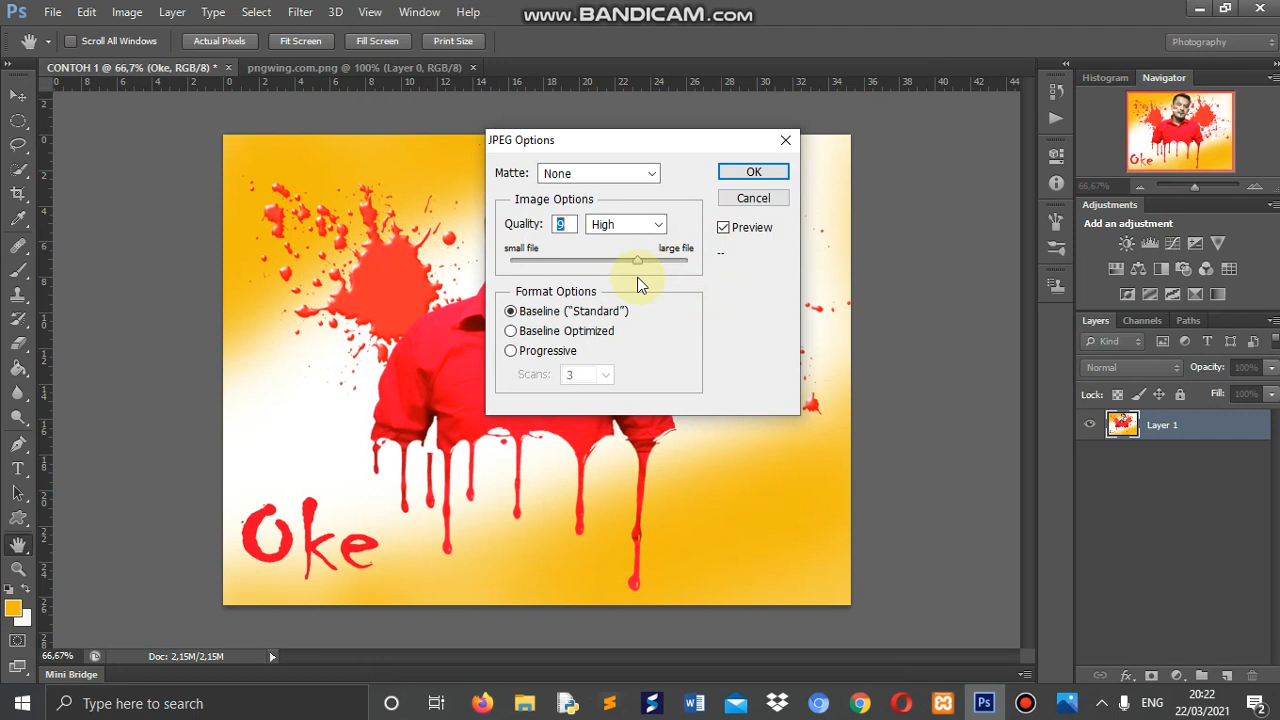 www.BANDICAM.com
Ps File Edit Image Layer Type Select Filter 3D View Window Help
Scroll All Windows Actual Pixels Fit Screen Fill Screen Print Size Photography
CONTOH 1 @ 66,7% (Oke, RGB/8) * × pngwing.com.png @ 100% (Layer 0, RGB/8) ×
Histogram Navigator
JPEG Options
Matte: None OK
Image Options Cancel
Quality: 9 High Preview
small file large file
--
Format Options
Baseline ("Standard")
Baseline Optimized
Progressive
Scans: 3
Oke
66,67%
Adjustments
Add an adjustment
Layers Channels Paths
Kind
Normal Opacity: 100%
Lock: Fill: 100%
Layer 1
Oke
66,67% Doc: 2,15M/2,15M
Mini Bridge
Type here to search
ENG
20:22
22/03/2021
2